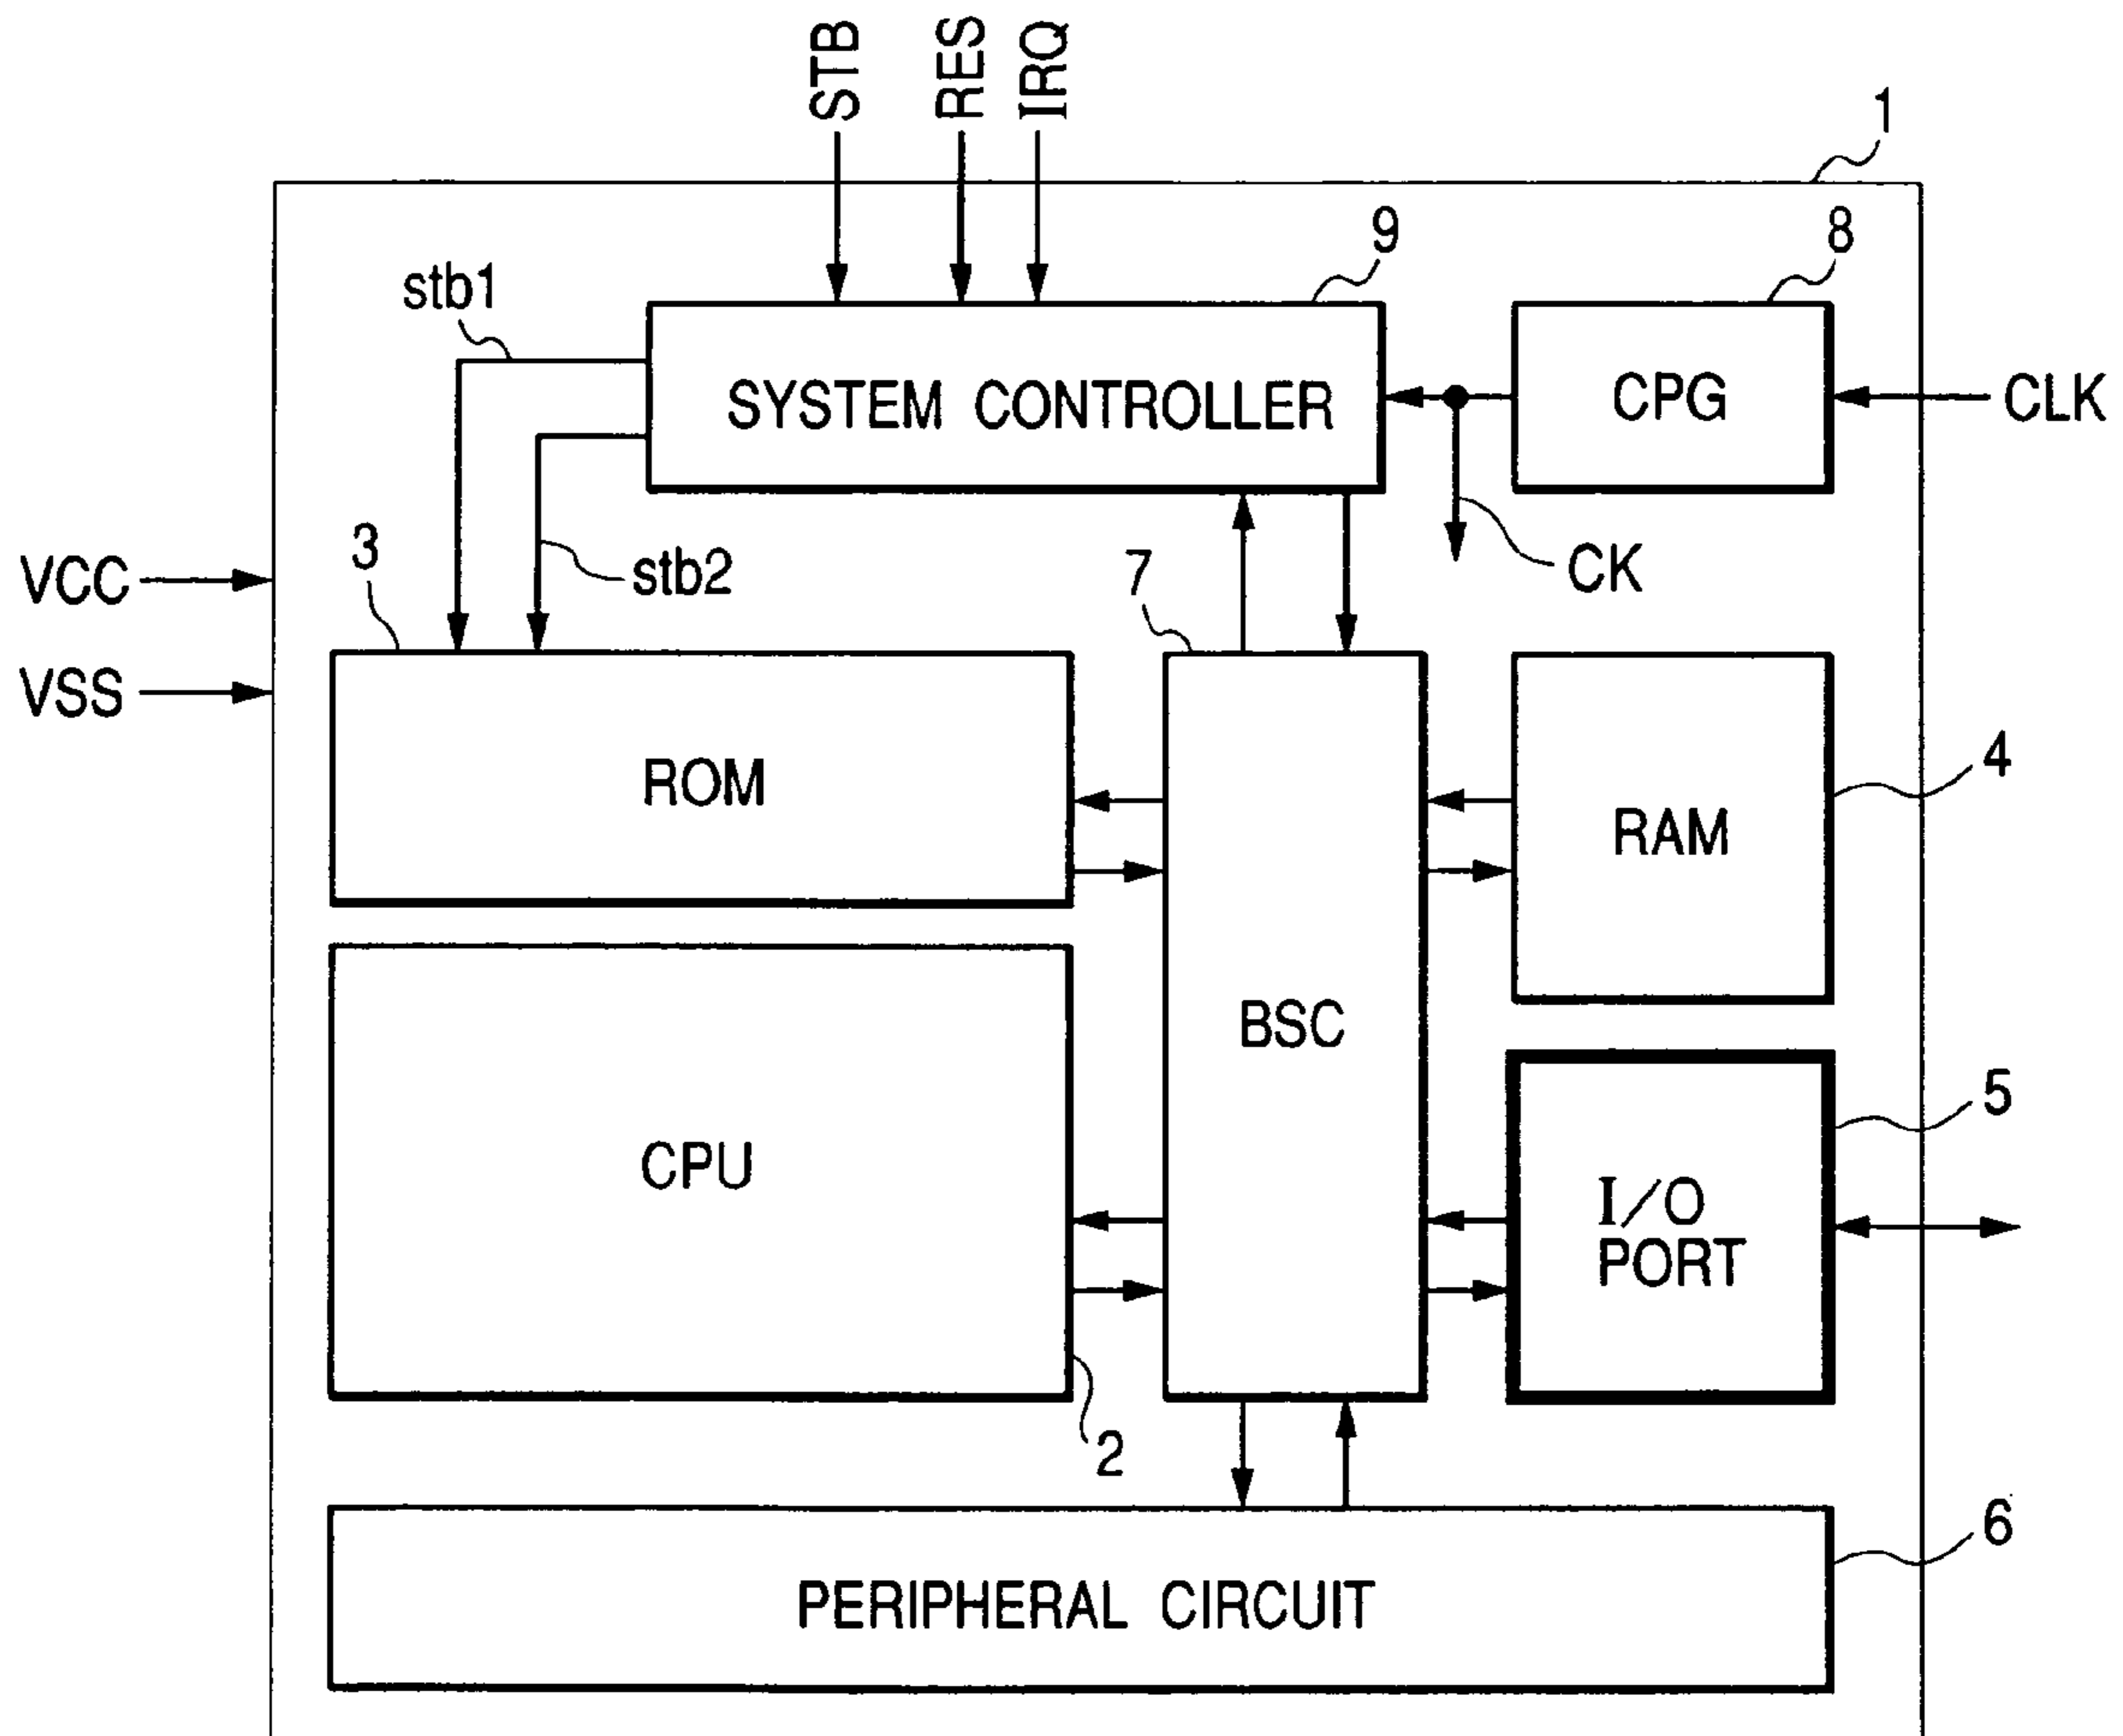 STB
RES
IRQ
1
9
8
stb1
SYSTEM CONTROLLER
CPG
CLK
3
VCC
stb2
7
CK
VSS
ROM
4
RAM
BSC
5
CPU
I/O
PORT
2
6
PERIPHERAL CIRCUIT